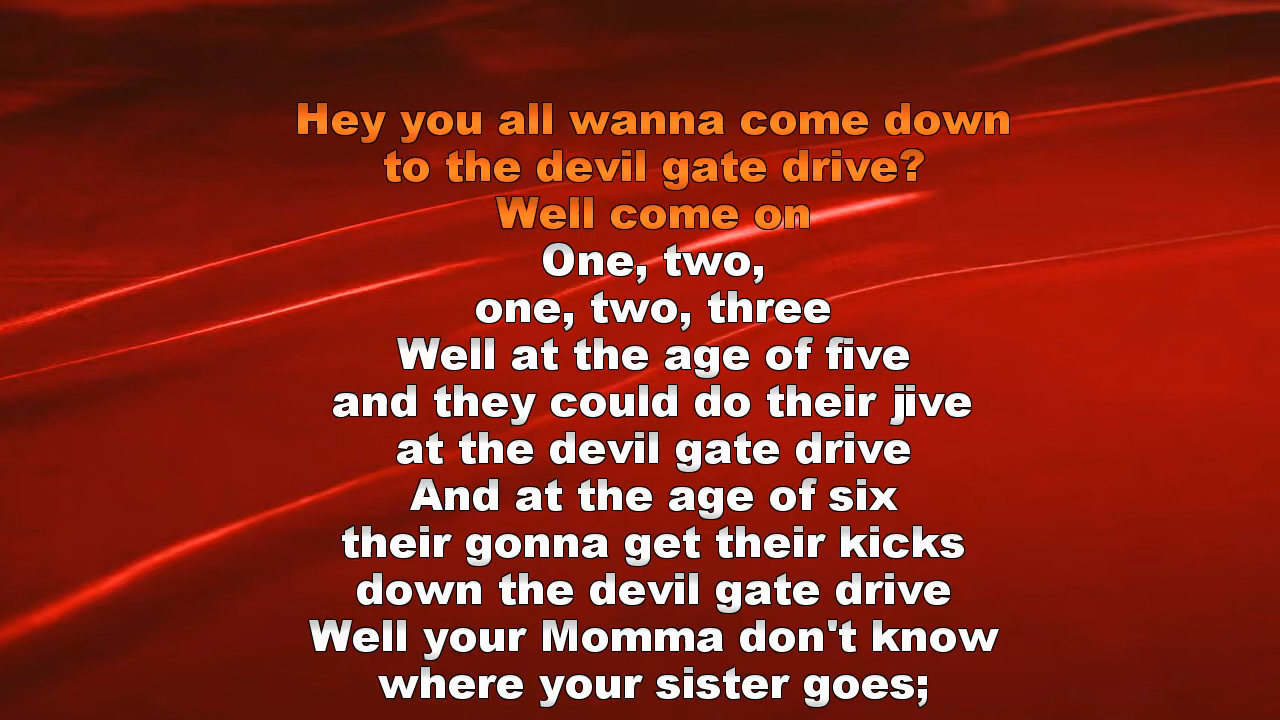 Hey you all wanna come down
to the devil gate drive?
Well come on
One, two,
one, two, three
Well at the age of five
and they could do their jive
at the devil gate drive
And at the age of six
their gonna get their kicks
down the devil gate drive
Well your Momma don't know
where your sister goes;